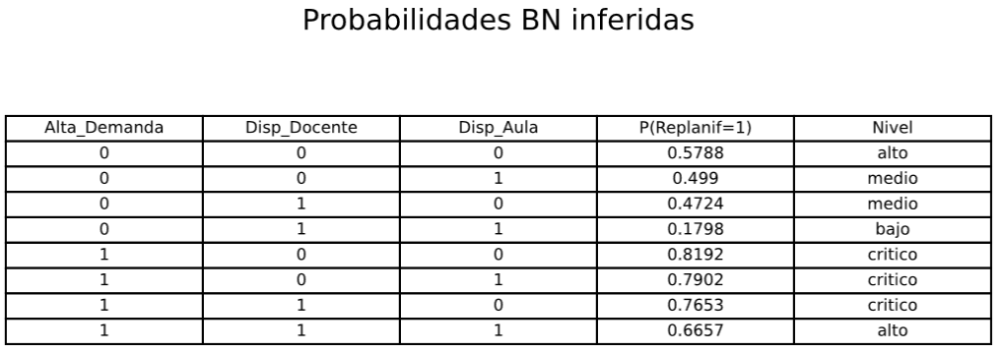 Probabilidades BN inferidas
Alta_Demanda Disp_Docente Disp_Aula P(Replanif=1) Nivel
0 0 0 0.5788 alto
0 0 1 0.499 medio
0 1 0 0.4724 medio
0 1 1 0.1798 bajo
1 0 0 0.8192 critico
1 0 1 0.7902 critico
1 1 0 0.7653 critico
1 1 1 0.6657 alto